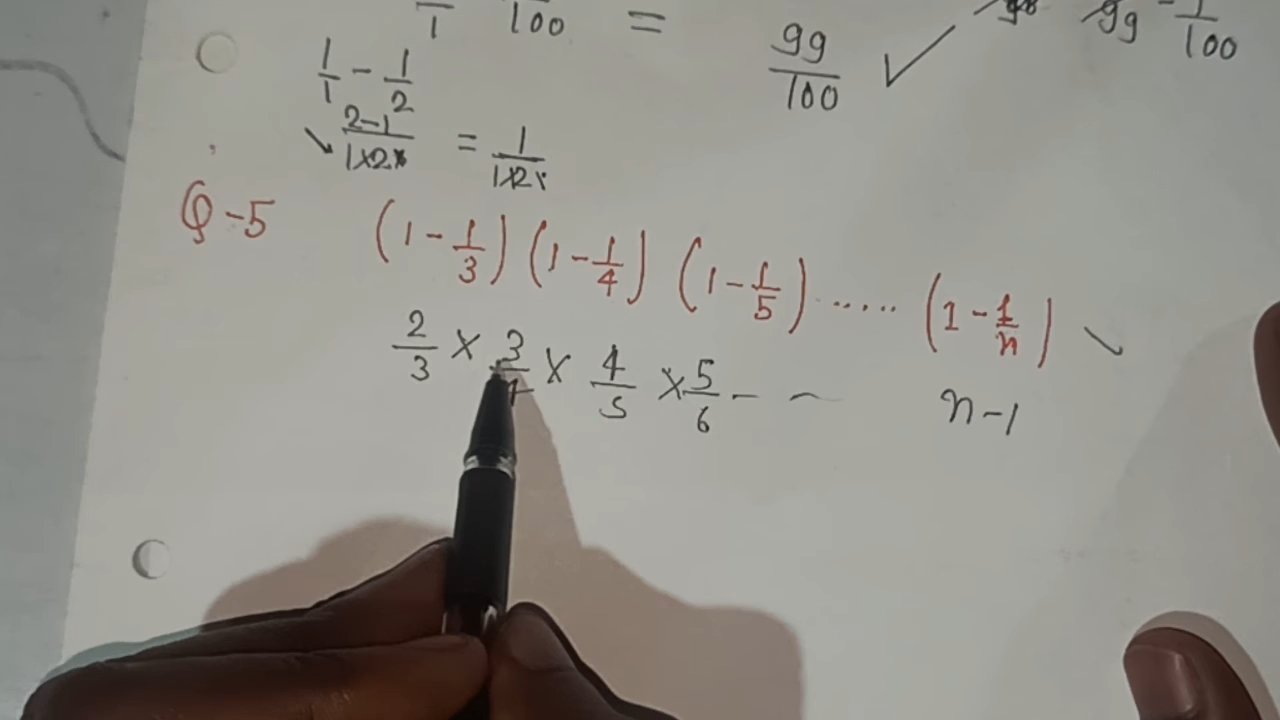 1 100 = 99/100 ✓ 99 - 1/100
1/1 - 1/2
2-1/1×2 = 1/1×2
Q-5 (1 - 1/3) (1 - 1/4) (1 - 1/5) ..... (1 - 1/n)
2/3 × 3/4 × 4/5 × 5/6 - - n-1